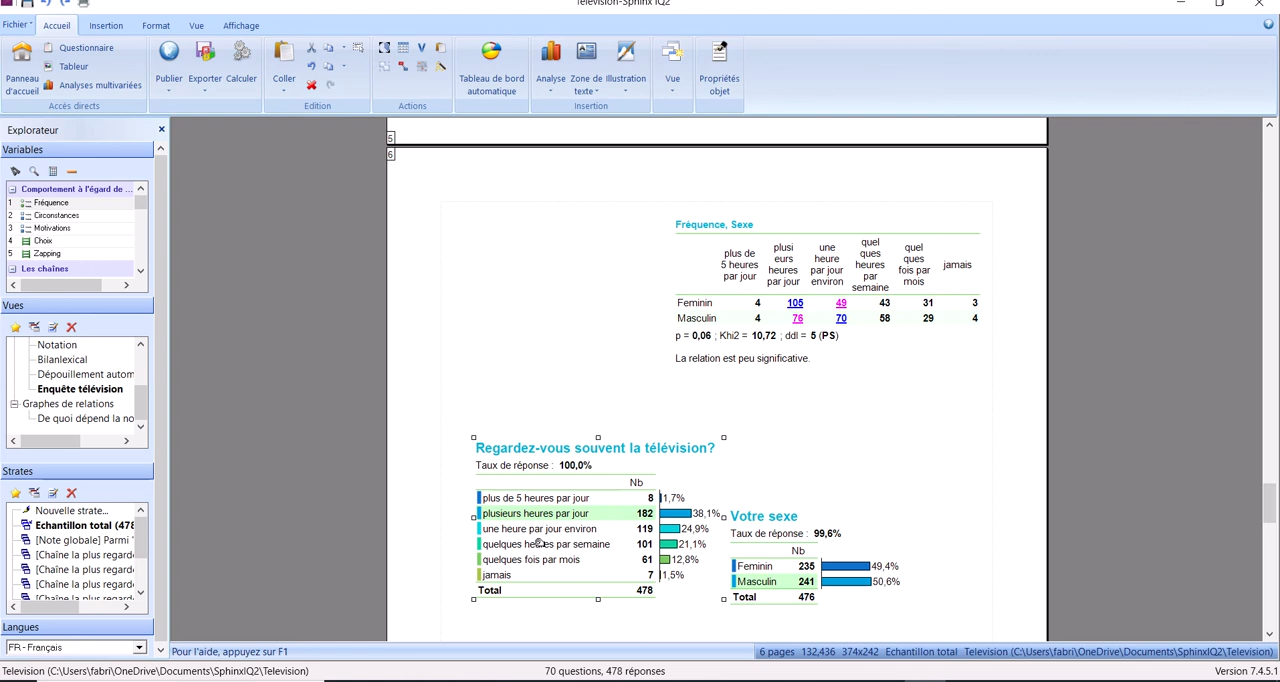 Television-Sphinx IQ2
Fichier Accueil Insertion Format Vue Affichage
Panneau d'accueil
Questionnaire
Tableur
Analyses multivariées
Accès directs
Publier Exporter Calculer
Coller
Edition
Actions
Tableau de bord automatique
Analyse Zone de texte Illustration
Insertion
Vue
Propriétés objet
Explorateur
Variables
Comportement à l'égard de ...
1 Fréquence
2 Circonstances
3 Motivations
4 Choix
5 Zapping
Les chaînes
Vues
Notation
Bilanlexical
Dépouillement autom
Enquête télévision
Graphes de relations
De quoi dépend la no
Strates
Nouvelle strate...
Echantillon total (478
[Note globale] Parmi '
[Chaîne la plus regarde
[Chaîne la plus regarde
[Chaîne la plus regarde
[Chaîne la plus regarde
Langues
FR - Français
5
6
Fréquence, Sexe
plus de 5 heures par jour
plusi eurs heures par jour
une heure par jour environ
quel ques heures par semaine
quel ques fois par mois
jamais
Feminin 4 105 49 43 31 3
Masculin 4 76 70 58 29 4
p = 0,06 ; Khi2 = 10,72 ; ddl = 5 (PS)
La relation est peu significative.
Regardez-vous souvent la télévision?
Taux de réponse : 100,0%
Nb
plus de 5 heures par jour 8 1,7%
plusieurs heures par jour 182 38,1%
une heure par jour environ 119 24,9%
quelques heures par semaine 101 21,1%
quelques fois par mois 61 12,8%
jamais 7 1,5%
Total 478
Votre sexe
Taux de réponse : 99,6%
Nb
Feminin 235 49,4%
Masculin 241 50,6%
Total 476
Pour l'aide, appuyez sur F1
6 pages 132,436 374x242 Echantillon total Television (C:\Users\fabri\OneDrive\Documents\SphinxIQ2\Television)
Television (C:\Users\fabri\OneDrive\Documents\SphinxIQ2\Television) 70 questions, 478 réponses Version 7.4.5.1